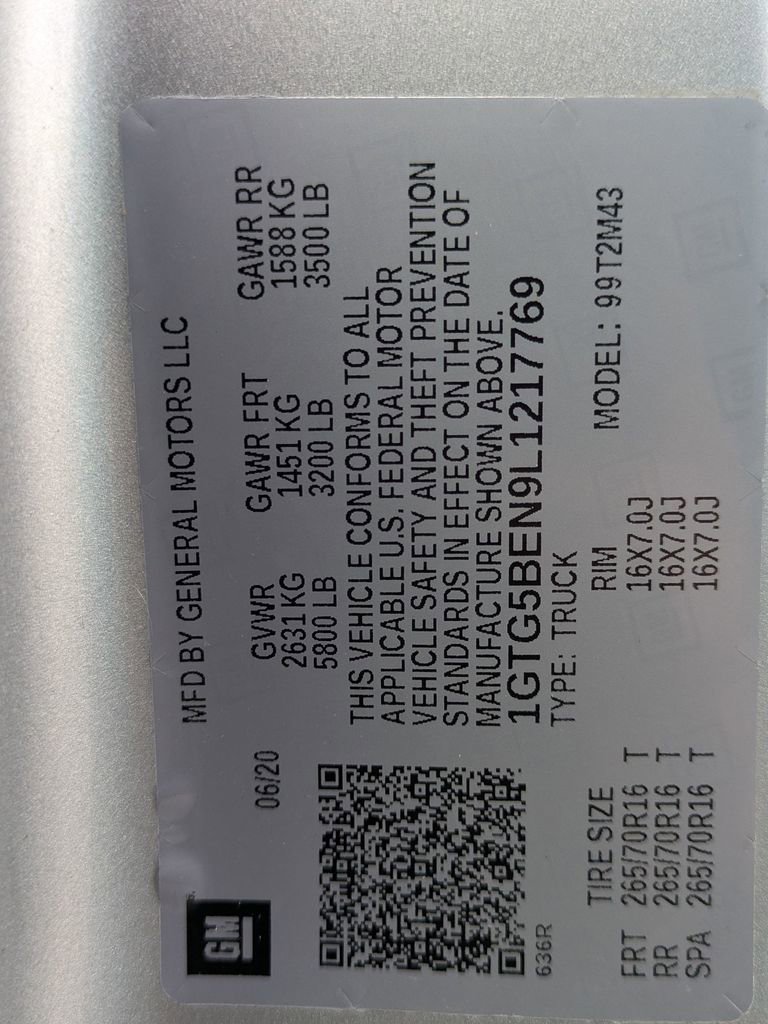 GM
MFD BY GENERAL MOTORS LLC
06/20
GVWR GAWR FRT GAWR RR
2631 KG 1451 KG 1588 KG
5800 LB 3200 LB 3500 LB
THIS VEHICLE CONFORMS TO ALL
APPLICABLE U.S. FEDERAL MOTOR
VEHICLE SAFETY AND THEFT PREVENTION
STANDARDS IN EFFECT ON THE DATE OF
MANUFACTURE SHOWN ABOVE.
1GTG5BEN9L1217769
636R
TYPE: TRUCK
TIRE SIZE RIM MODEL: 99T2M43
FRT 265/70R16 T 16X7.0J
RR 265/70R16 T 16X7.0J
SPA 265/70R16 T 16X7.0J